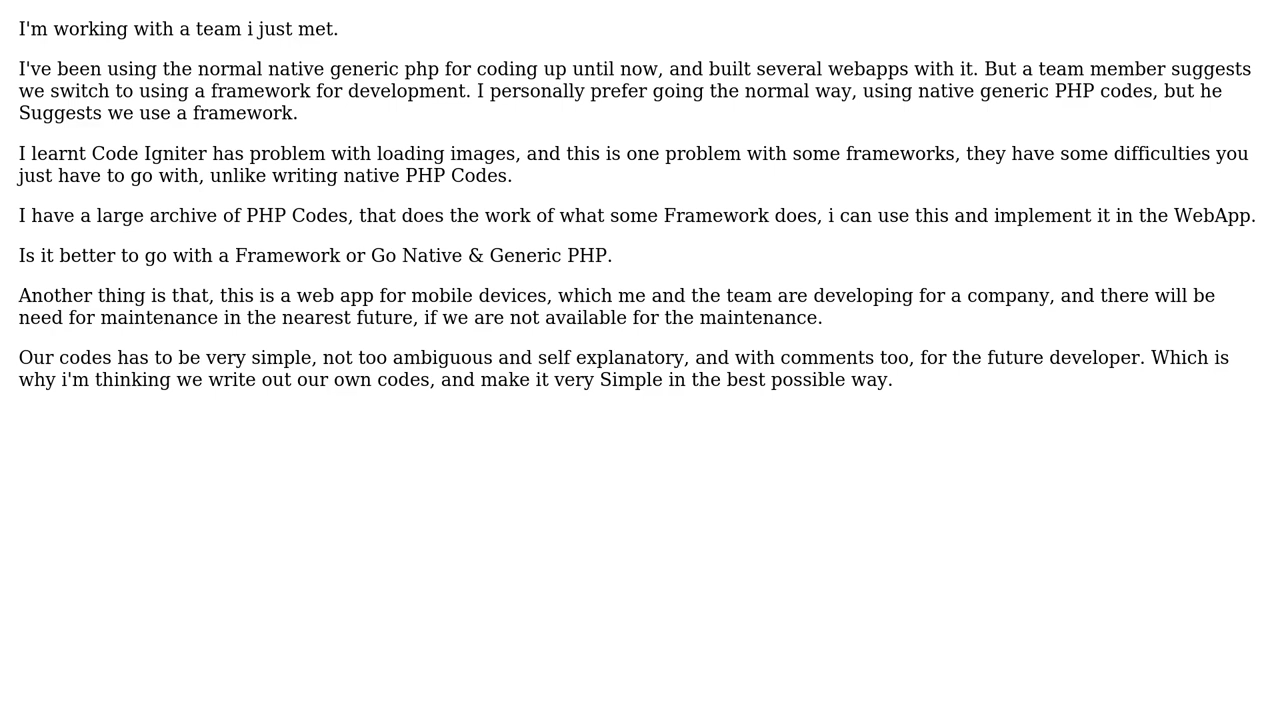 I'm working with a team i just met.
I've been using the normal native generic php for coding up until now, and built several webapps with it. But a team member suggests
we switch to using a framework for development. I personally prefer going the normal way, using native generic PHP codes, but he
Suggests we use a framework.
I learnt Code Igniter has problem with loading images, and this is one problem with some frameworks, they have some difficulties you
just have to go with, unlike writing native PHP Codes.
I have a large archive of PHP Codes, that does the work of what some Framework does, i can use this and implement it in the WebApp.
Is it better to go with a Framework or Go Native & Generic PHP.
Another thing is that, this is a web app for mobile devices, which me and the team are developing for a company, and there will be
need for maintenance in the nearest future, if we are not available for the maintenance.
Our codes has to be very simple, not too ambiguous and self explanatory, and with comments too, for the future developer. Which is
why i'm thinking we write out our own codes, and make it very Simple in the best possible way.